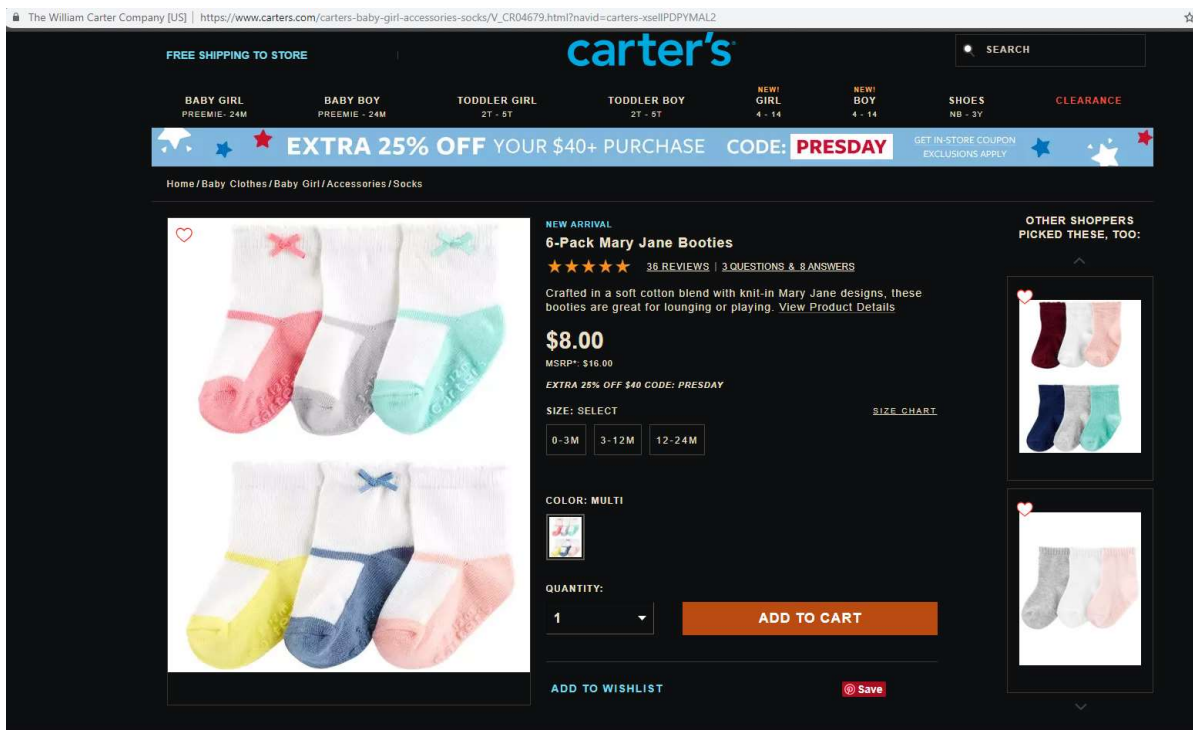 The William Carter Company [US] | https://www.carters.com/carters-baby-girl-accessories-socks/V_CR04679.html?navid=carters-xsellPDPYMAL2
FREE SHIPPING TO STORE
carter's
SEARCH
BABY GIRL
PREEMIE- 24M
BABY BOY
PREEMIE - 24M
TODDLER GIRL
2T - 5T
TODDLER BOY
2T - 5T
NEW!
GIRL
4 - 14
NEW!
BOY
4 - 14
SHOES
NB - 3Y
CLEARANCE
EXTRA 25% OFF YOUR $40+ PURCHASE CODE: PRESDAY
GET IN-STORE COUPON
EXCLUSIONS APPLY
Home/Baby Clothes/Baby Girl/Accessories/Socks
NEW ARRIVAL
6-Pack Mary Jane Booties
36 REVIEWS | 3 QUESTIONS & 8 ANSWERS
Crafted in a soft cotton blend with knit-in Mary Jane designs, these
booties are great for lounging or playing. View Product Details
$8.00
MSRP*: $16.00
EXTRA 25% OFF $40 CODE: PRESDAY
SIZE: SELECT
SIZE CHART
0-3M
3-12M
12-24M
COLOR: MULTI
QUANTITY:
1
ADD TO CART
ADD TO WISHLIST
Save
OTHER SHOPPERS
PICKED THESE, TOO: